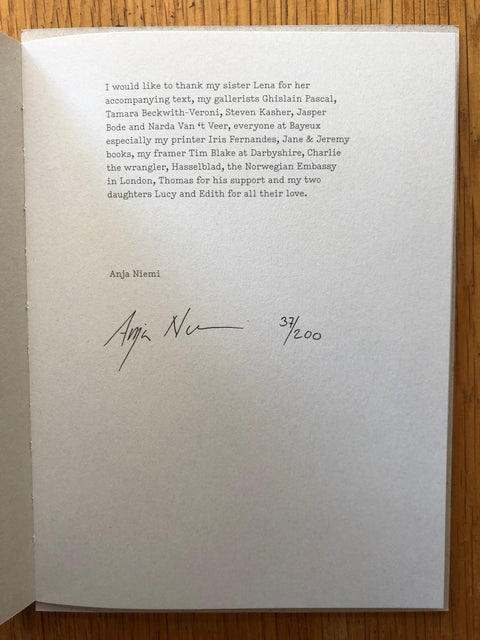 I would like to thank my sister Lena for her
accompanying text, my gallerists Ghislain Pascal,
Tamara Beckwith-Veroni, Steven Kasher, Jasper
Bode and Narda Van ‘t Veer, everyone at Bayeux
especially my printer Iris Fernandes, Jane & Jeremy
books, my framer Tim Blake at Darbyshire, Charlie
the wrangler, Hasselblad, the Norwegian Embassy
in London, Thomas for his support and my two
daughters Lucy and Edith for all their love.
Anja Niemi
Anja Niemi 37/200